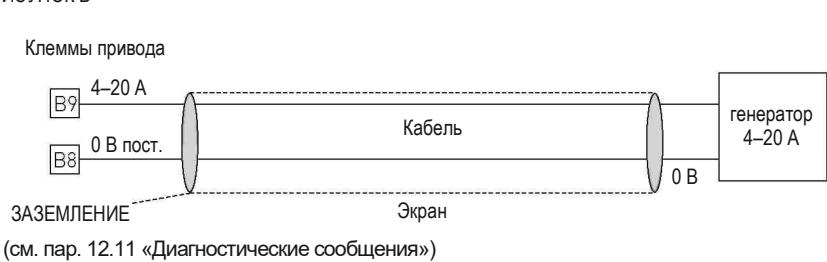 Клеммы привода
B9
4–20 А
B8
0 В пост.
Кабель
генератор
4–20 А
0 В
ЗАЗЕМЛЕНИЕ
Экран
(см. пар. 12.11 «Диагностические сообщения»)